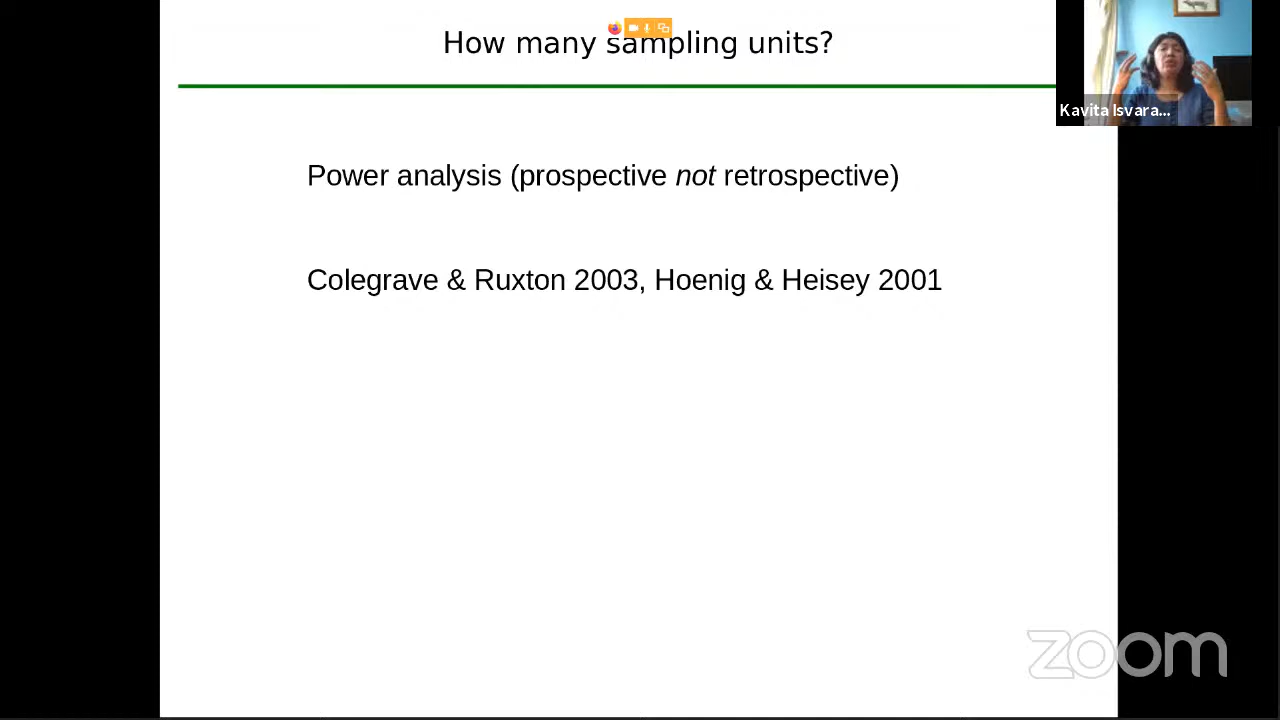 How many sampling units?
Kavita Isvara...
Power analysis (prospective not retrospective)
Colegrave & Ruxton 2003, Hoenig & Heisey 2001
zoom